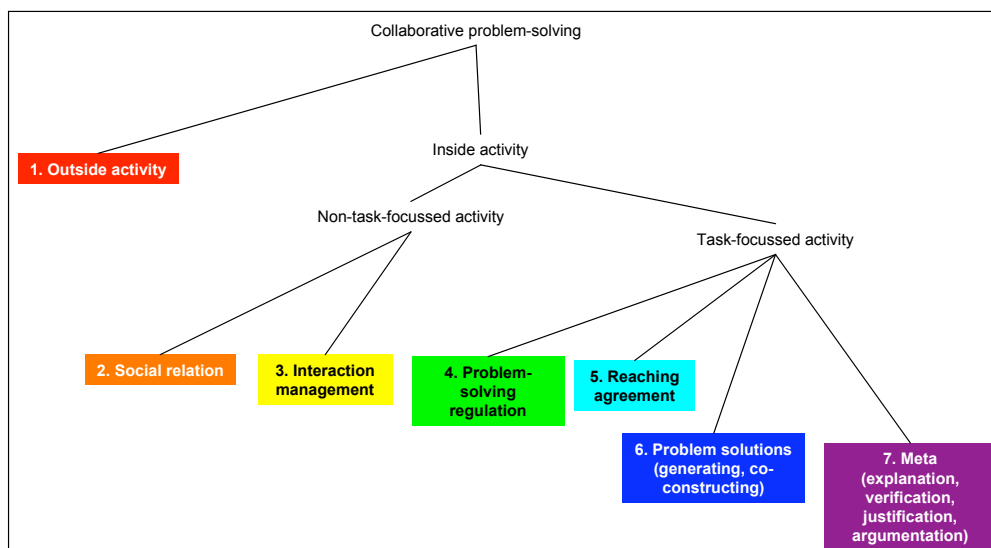 Collaborative problem-solving
Inside activity
1. Outside activity
Non-task-focussed activity
Task-focussed activity
2. Social relation
3. Interaction
management
4. Problem-
solving
regulation
5. Reaching
agreement
6. Problem solutions
(generating, co-
constructing)
7. Meta
(explanation,
verification,
justification,
argumentation)